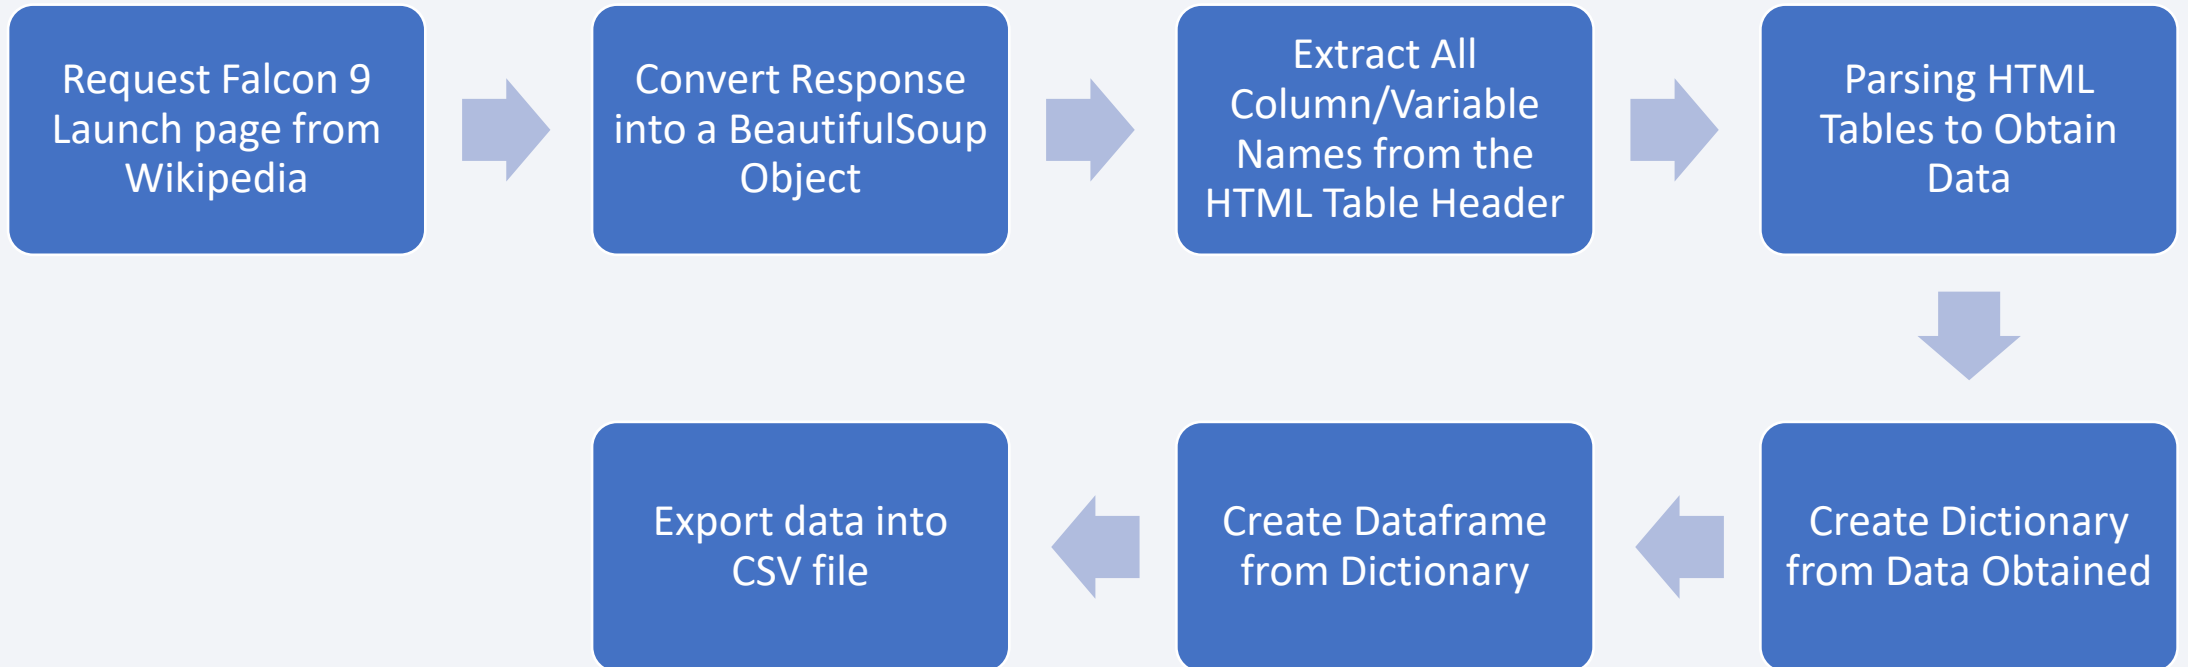 Request Falcon 9
Launch page from
Wikipedia
Convert Response
into a BeautifulSoup
Object
Extract All
Column/Variable
Names from the
HTML Table Header
Parsing HTML
Tables to Obtain
Data
Create Dictionary
from Data Obtained
Create Dataframe
from Dictionary
Export data into
CSV file